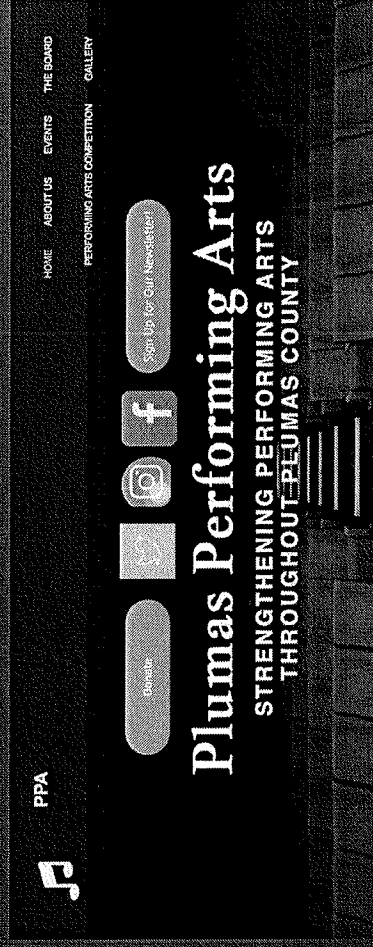 PPA
HOME ABOUT US EVENTS THE BOARD
PERFORMING ARTS COMPETITION GALLERY
Donate
Sign Up for Our Newsletter!
Plumas Performing Arts
STRENGTHENING PERFORMING ARTS
THROUGHOUT PLUMAS COUNTY